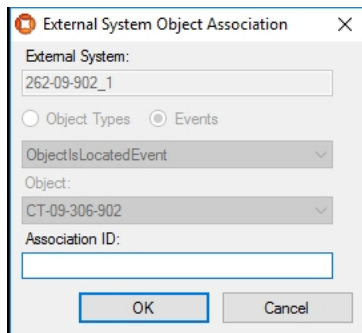 External System Object Association
External System:
262-09-902_1
Object Types Events
ObjectIsLocatedEvent
Object:
CT-09-306-902
Association ID:
OK Cancel